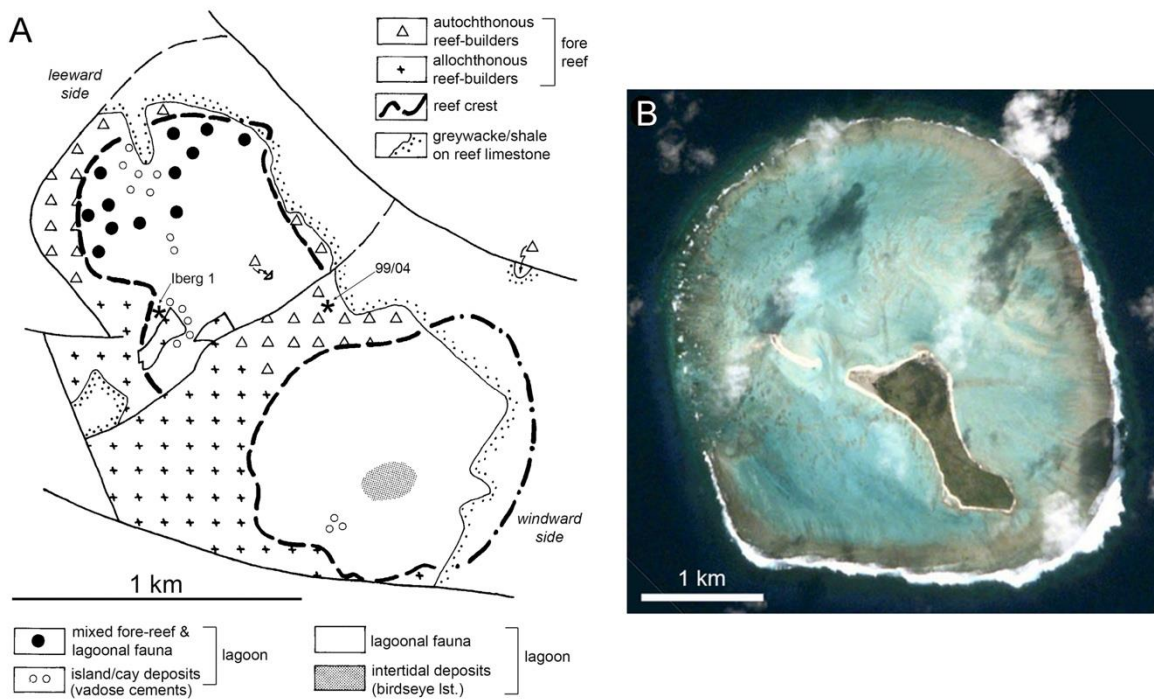 A
leeward
side
△ autochthonous
reef-builders
+ allochthonous
reef-builders
fore
reef
reef crest
greywacke/shale
on reef limestone
Iberg 1
99/04
windward
side
1 km
mixed fore-reef &
lagoonal fauna
island/cay deposits
(vadose cements)
lagoon
lagoonal fauna
intertidal deposits
(birdseye lst.)
lagoon
B
1 km